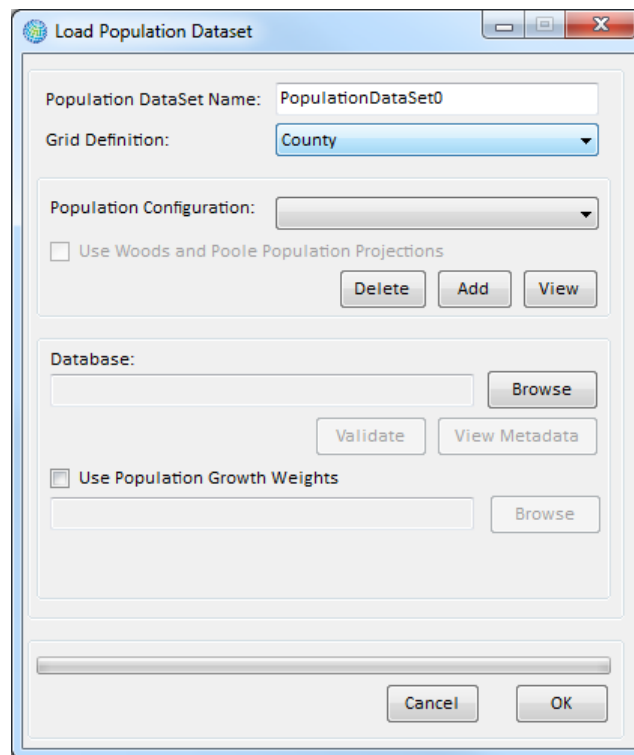 Load Population Dataset
Population DataSet Name: PopulationDataSet0
Grid Definition: County
Population Configuration:
Use Woods and Poole Population Projections
Delete Add View
Database:
Browse
Validate View Metadata
Use Population Growth Weights
Browse
Cancel OK